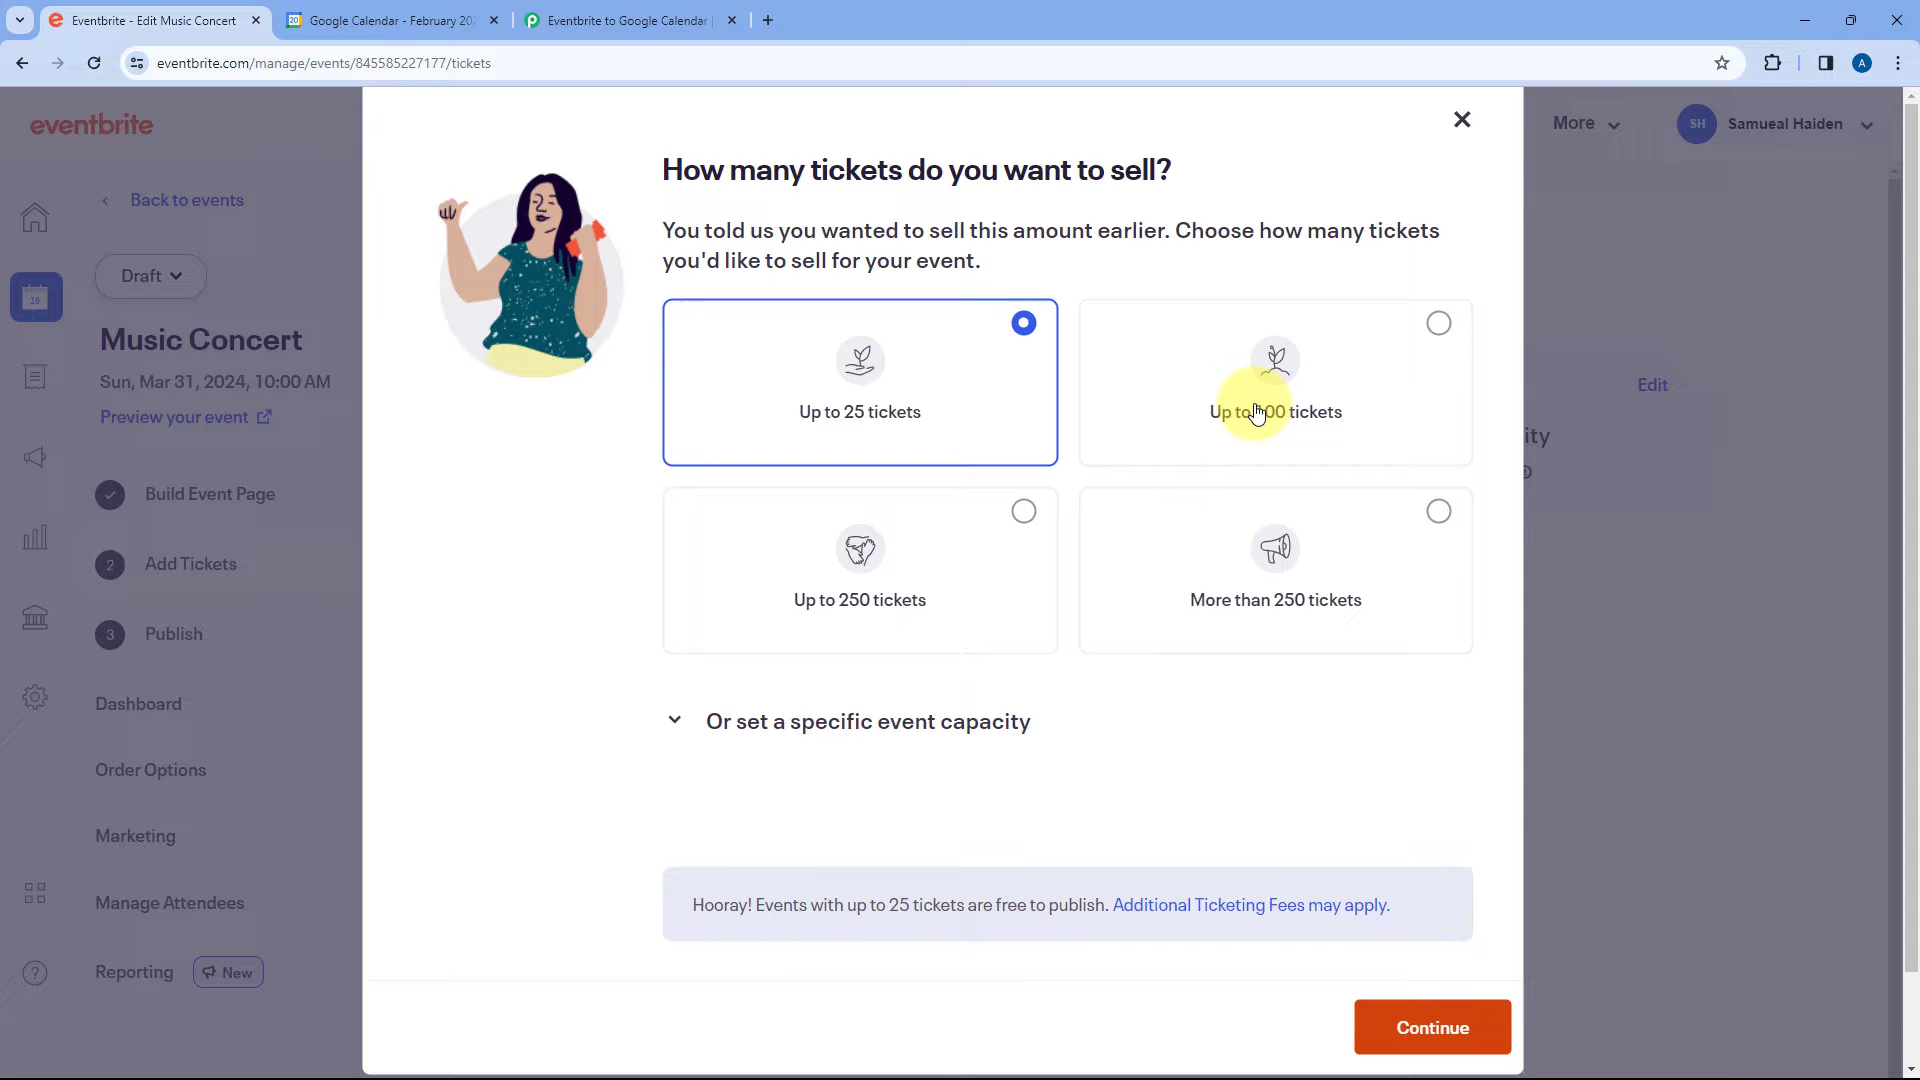 Eventbrite - Edit Music Concert
Google Calendar - February 202
Eventbrite to Google Calendar
eventbrite.com/manage/events/845585227177/tickets
A
eventbrite
More
SH
Samueal Haiden
How many tickets do you want to sell?
You told us you wanted to sell this amount earlier. Choose how many tickets
you'd like to sell for your event.
Back to events
Draft
20
Music Concert
Sun, Mar 31, 2024, 10:00 AM
Preview your event
Edit
ity
Up to 25 tickets
Up to 100 tickets
Build Event Page
2 Add Tickets
3 Publish
Up to 250 tickets
More than 250 tickets
Dashboard
Or set a specific event capacity
Order Options
Marketing
Manage Attendees
Hooray! Events with up to 25 tickets are free to publish. Additional Ticketing Fees may apply.
Reporting
New
Continue